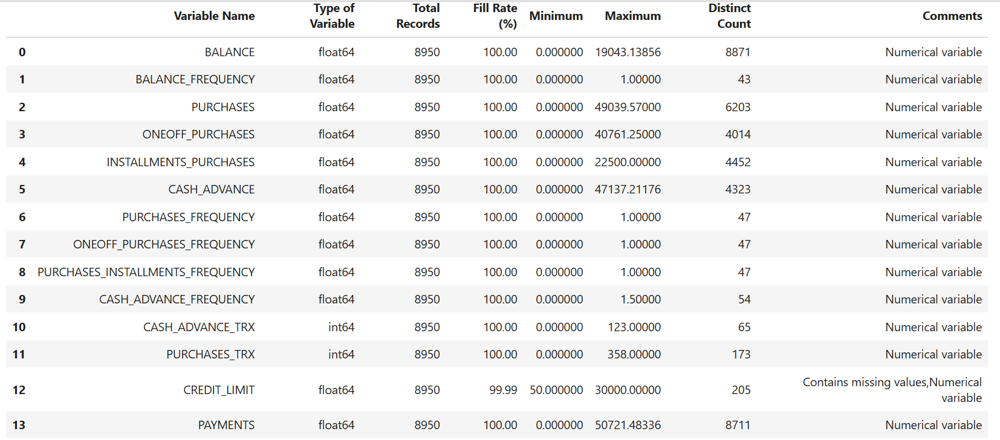 Variable Name Type of Variable Total Records Fill Rate (%) Minimum Maximum Distinct Count Comments
0 BALANCE float64 8950 100.00 0.000000 19043.13856 8871 Numerical variable
1 BALANCE_FREQUENCY float64 8950 100.00 0.000000 1.00000 43 Numerical variable
2 PURCHASES float64 8950 100.00 0.000000 49039.57000 6203 Numerical variable
3 ONEOFF_PURCHASES float64 8950 100.00 0.000000 40761.25000 4014 Numerical variable
4 INSTALLMENTS_PURCHASES float64 8950 100.00 0.000000 22500.00000 4452 Numerical variable
5 CASH_ADVANCE float64 8950 100.00 0.000000 47137.21176 4323 Numerical variable
6 PURCHASES_FREQUENCY float64 8950 100.00 0.000000 1.00000 47 Numerical variable
7 ONEOFF_PURCHASES_FREQUENCY float64 8950 100.00 0.000000 1.00000 47 Numerical variable
8 PURCHASES_INSTALLMENTS_FREQUENCY float64 8950 100.00 0.000000 1.00000 47 Numerical variable
9 CASH_ADVANCE_FREQUENCY float64 8950 100.00 0.000000 1.50000 54 Numerical variable
10 CASH_ADVANCE_TRX int64 8950 100.00 0.000000 123.00000 65 Numerical variable
11 PURCHASES_TRX int64 8950 100.00 0.000000 358.00000 173 Numerical variable
12 CREDIT_LIMIT float64 8950 99.99 50.000000 30000.00000 205 Contains missing values,Numerical variable
13 PAYMENTS float64 8950 100.00 0.000000 50721.48336 8711 Numerical variable